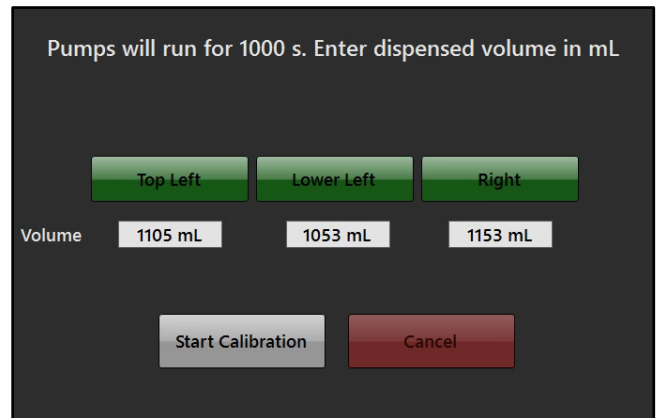 Pumps will run for 1000 s. Enter dispensed volume in mL
Top Left Lower Left Right
Volume 1105 mL 1053 mL 1153 mL
Start Calibration Cancel